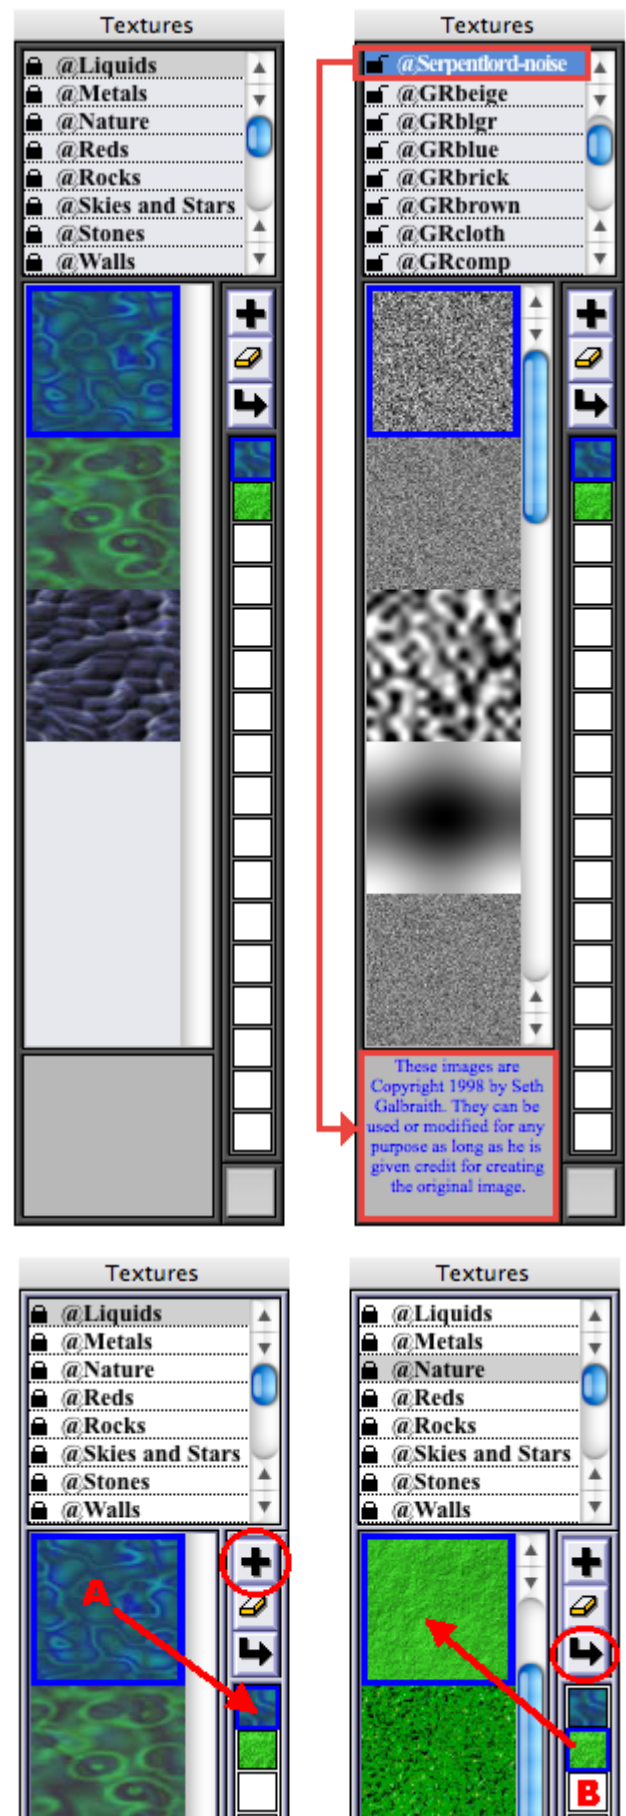 Textures
@Liquids
@Metals
@Nature
@Reds
@Rocks
@Skies and Stars
@Stones
@Walls
Textures
@Serpentlord-noise
@GRbeige
@GRblgr
@GRblue
@GRbrick
@GRbrown
@GRcloth
@GRcomp
These images are
Copyright 1998 by Seth
Galbraith. They can be
used or modified for any
purpose as long as he is
given credit for creating
the original image.
Textures
@Liquids
@Metals
@Nature
@Reds
@Rocks
@Skies and Stars
@Stones
@Walls
A
Textures
@Liquids
@Metals
@Nature
@Reds
@Rocks
@Skies and Stars
@Stones
@Walls
B